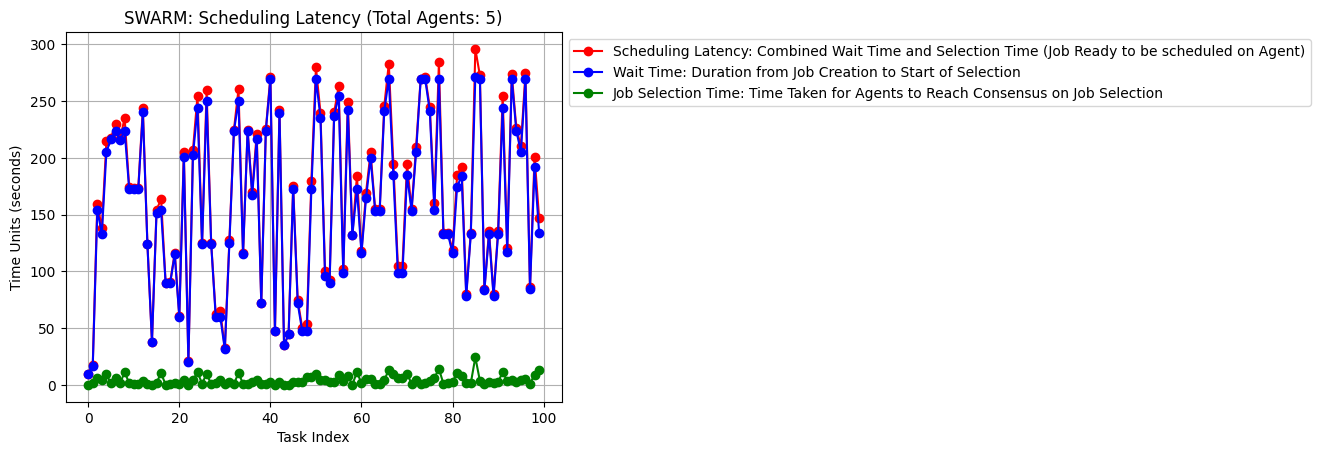 SWARM: Scheduling Latency (Total Agents: 5)
Scheduling Latency: Combined Wait Time and Selection Time (Job Ready to be scheduled on Agent)
Wait Time: Duration from Job Creation to Start of Selection
Job Selection Time: Time Taken for Agents to Reach Consensus on Job Selection
Time Units (seconds)
300
250
200
150
100
50
0
0 20 40 60 80 100
Task Index